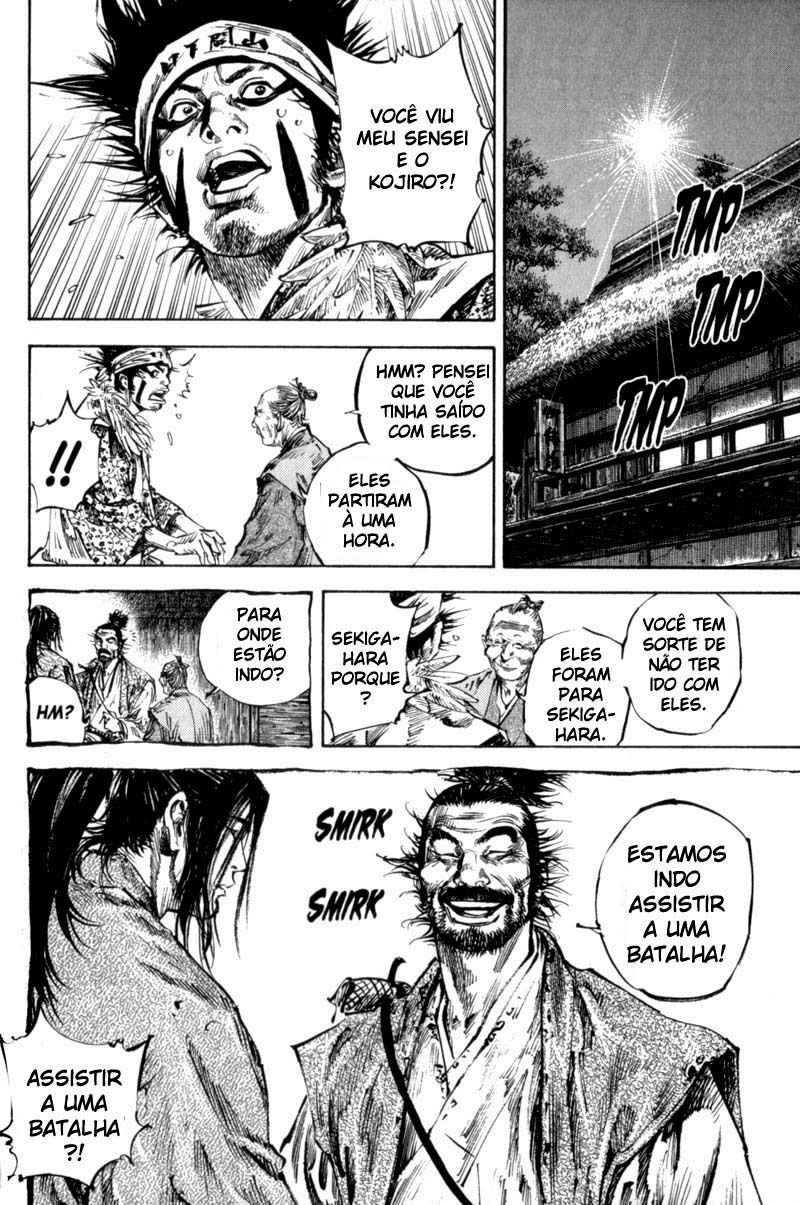 TMP
TMP
TMP
VOCÊ VIU
MEU SENSEI
E O
KOJIRO?!
HMM? PENSEI
QUE VOCÊ
TINHA SAÍDO
COM ELES.
ELES
PARTIRAM
À UMA
HORA.
!!
VOCÊ TEM
SORTE DE
NÃO TER
IDO COM
ELES.
ELES
FORAM
PARA
SEKIGA-
HARA.
SEKIGA-
HARA
PORQUE
?
PARA
ONDE
ESTÃO
INDO?
HM?
ESTAMOS
INDO
ASSISTIR
A UMA
BATALHA!
SMIRK
SMIRK
ASSISTIR
A UMA
BATALHA
?!